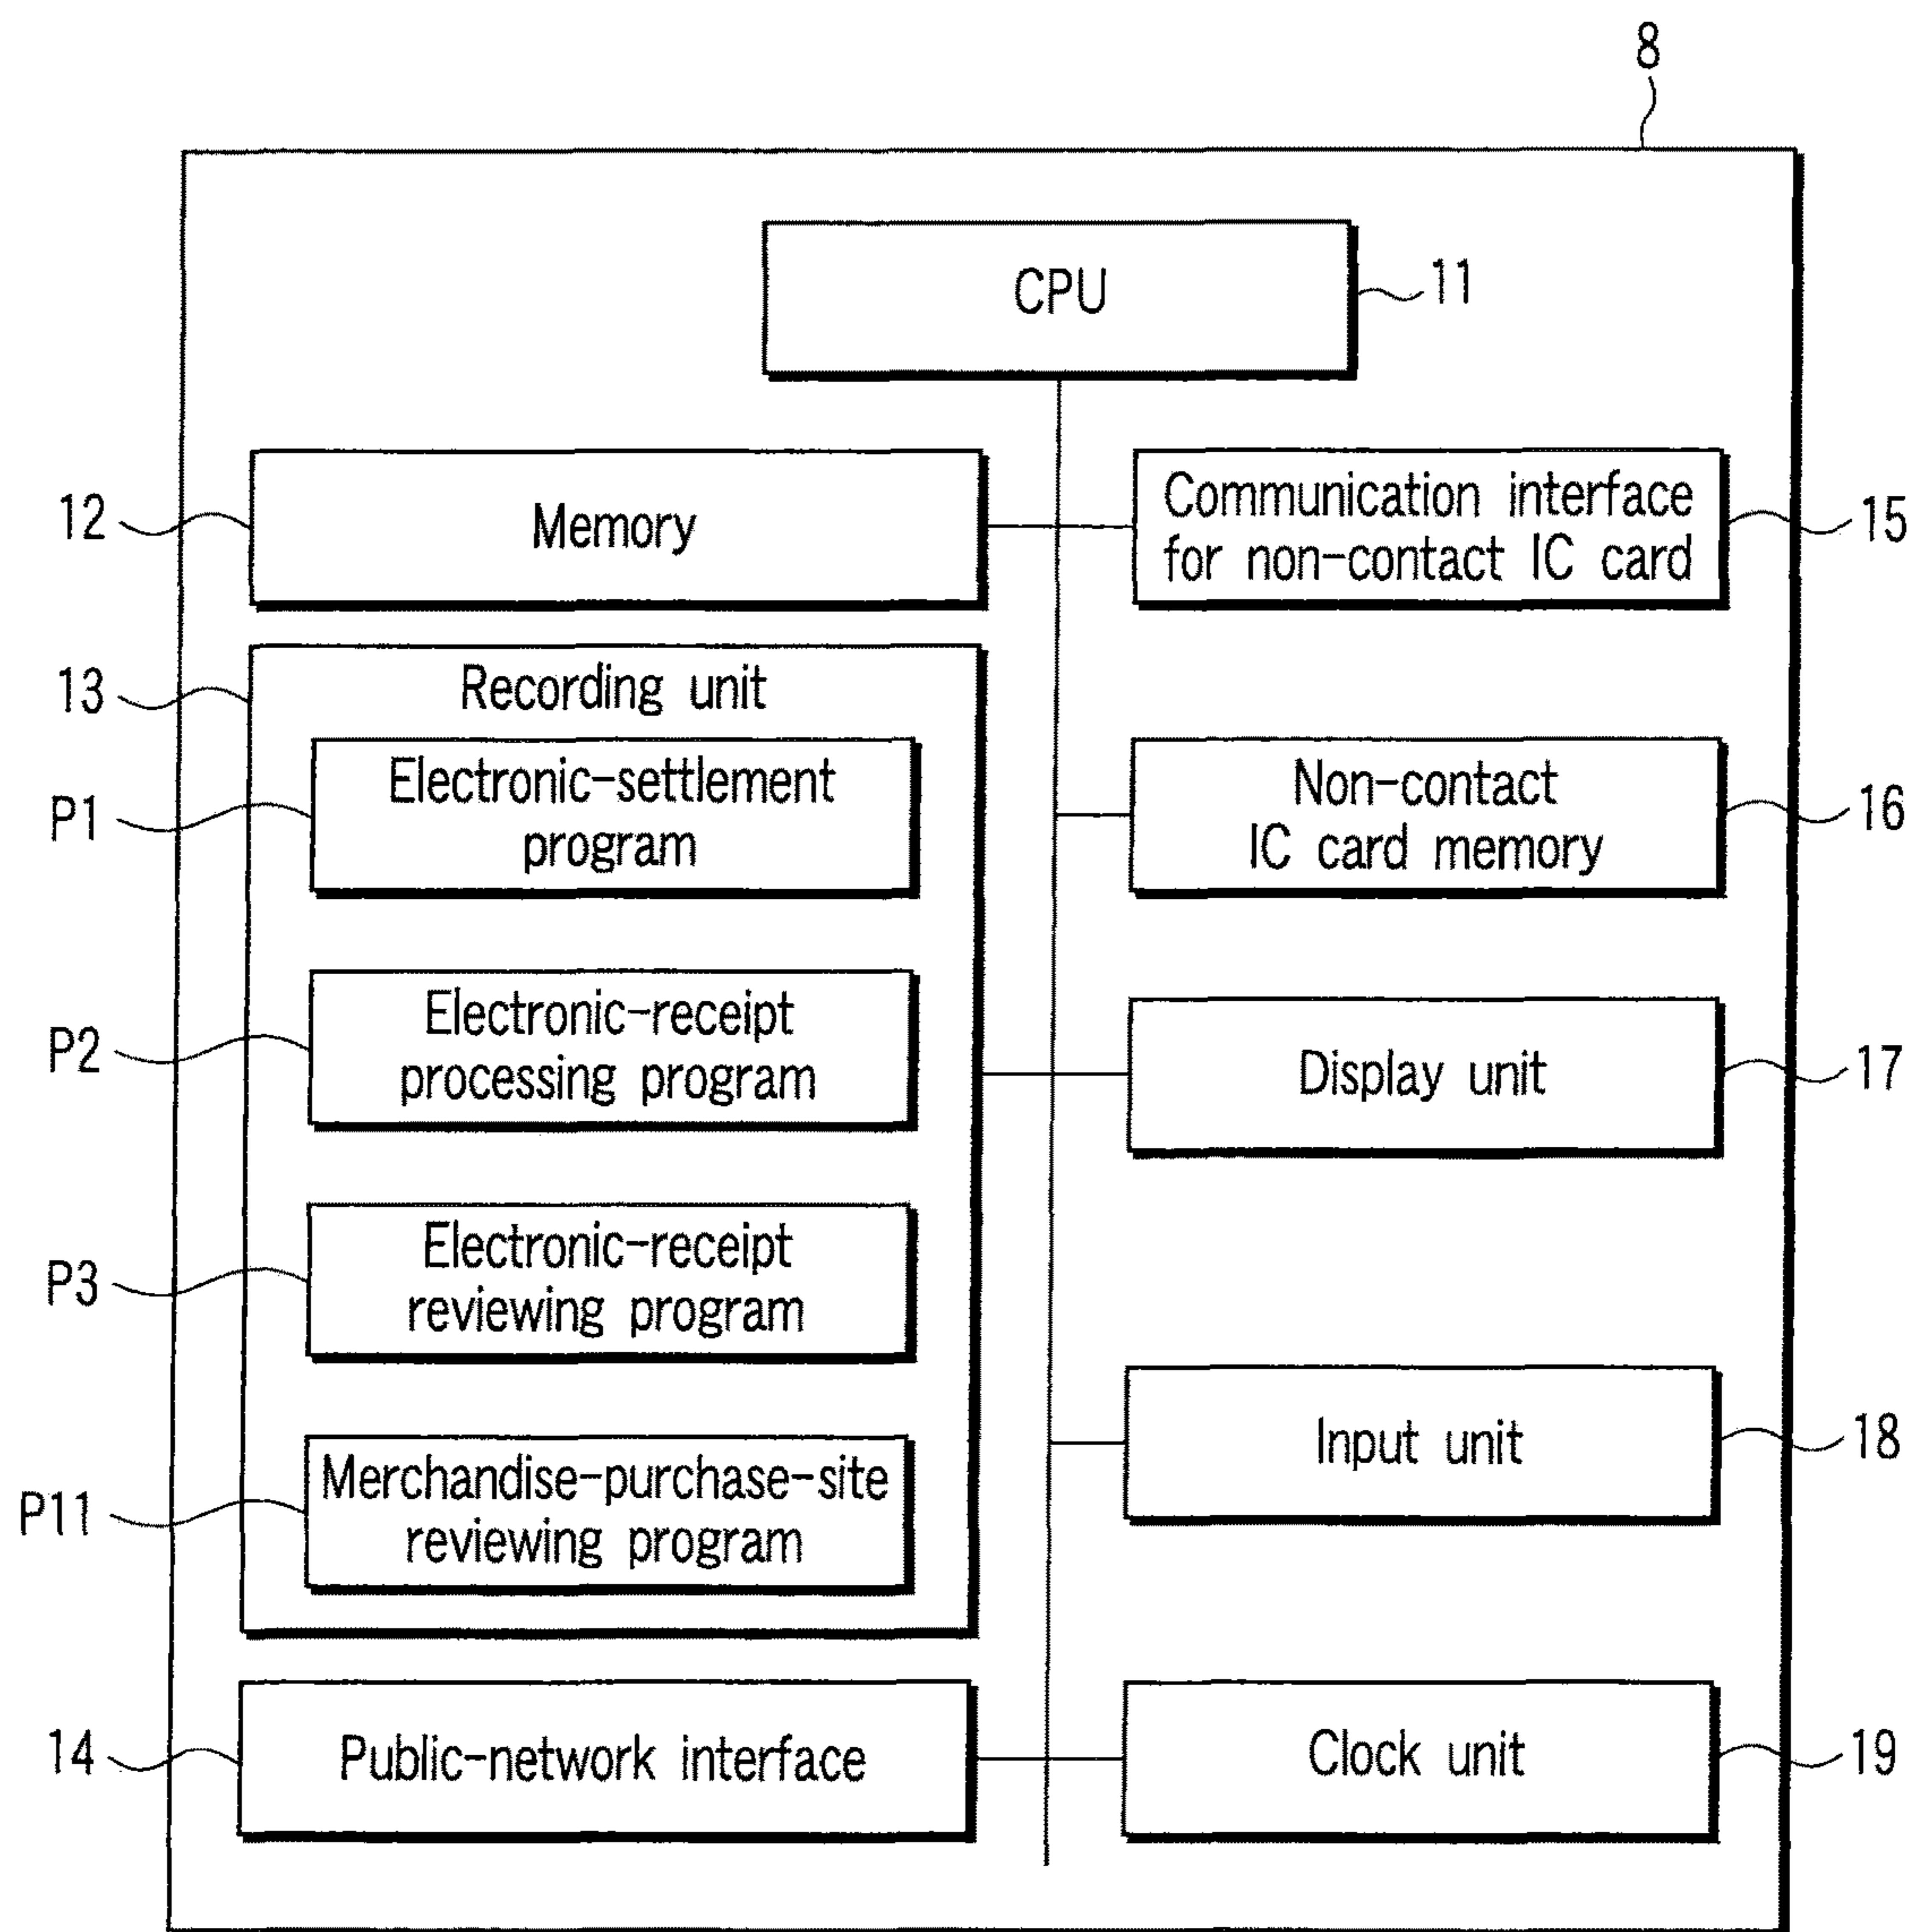 8
CPU
11
12
Memory
Communication interface
for non-contact IC card
15
13
Recording unit
P1
Electronic-settlement
program
Non-contact
IC card memory
16
P2
Electronic-receipt
processing program
Display unit
17
P3
Electronic-receipt
reviewing program
Input unit
18
P11
Merchandise-purchase-site
reviewing program
14
Public-network interface
Clock unit
19